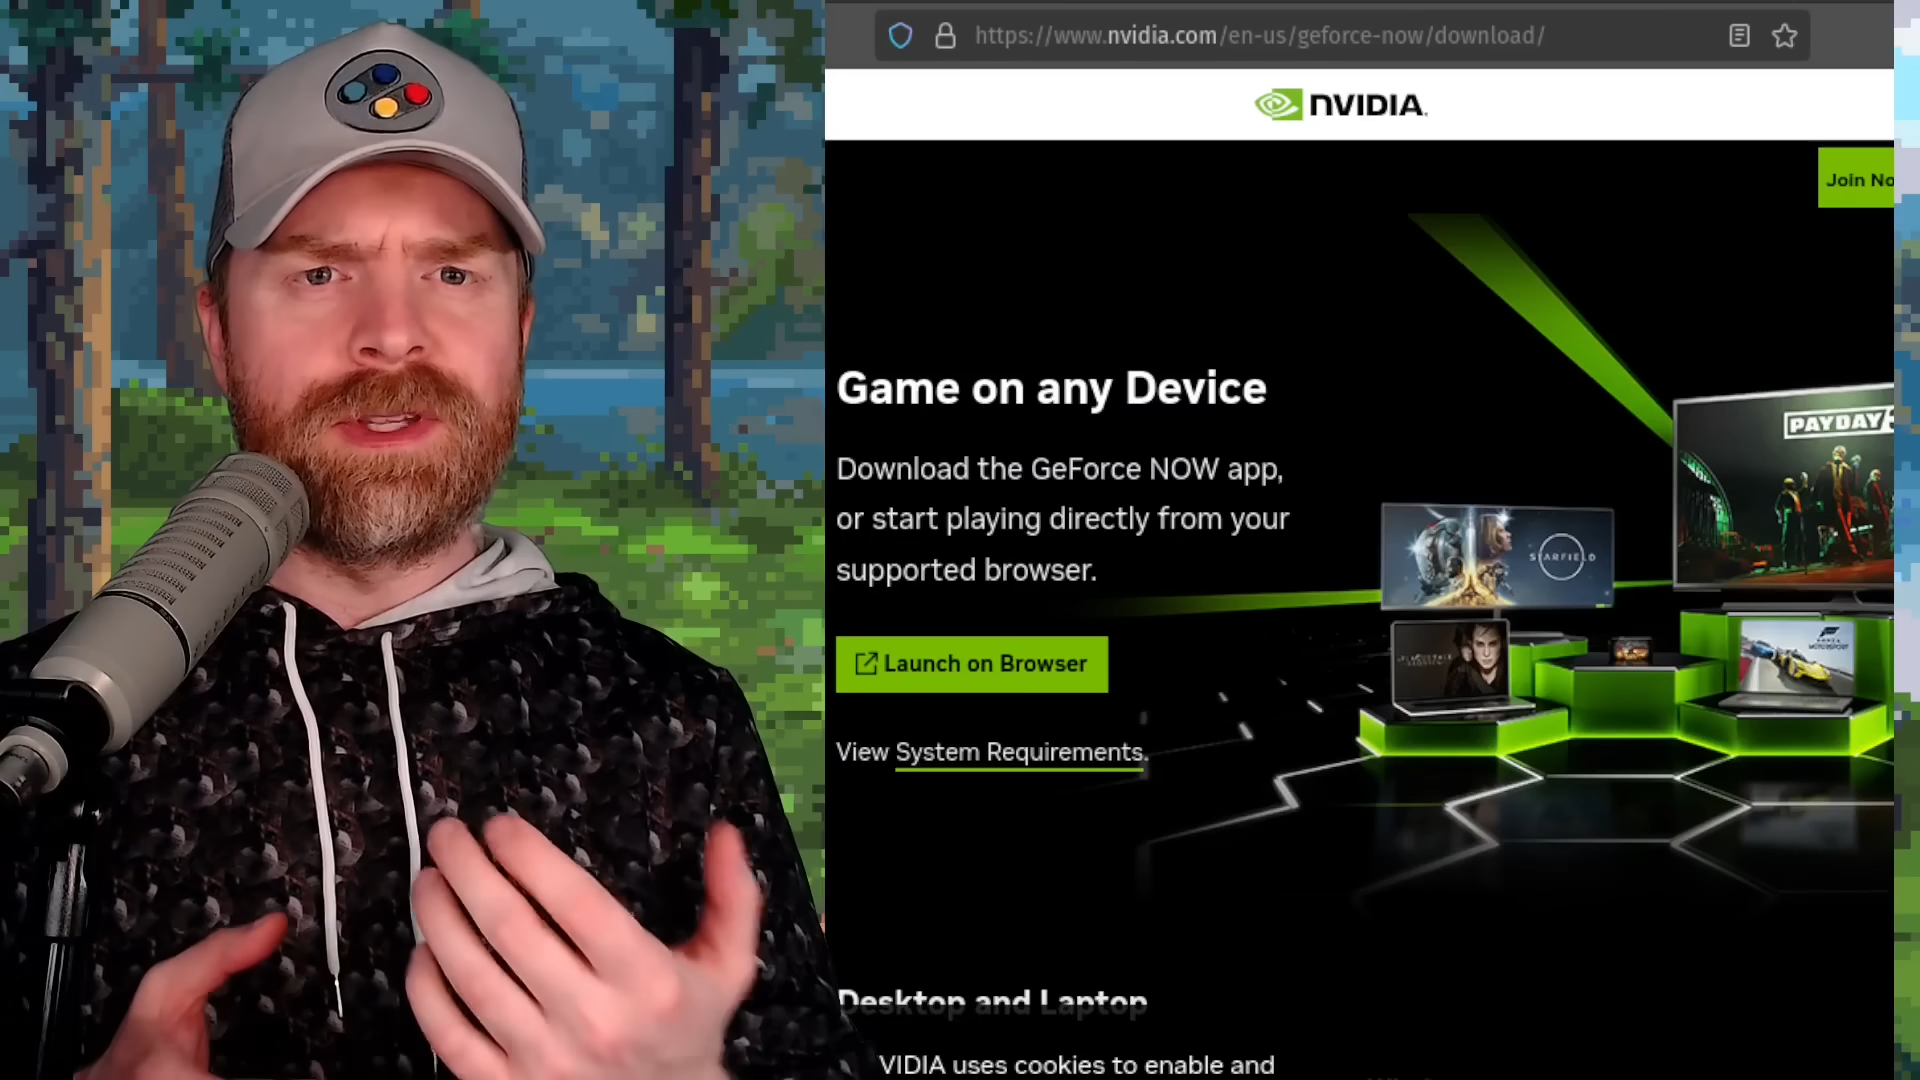 https://www.nvidia.com/en-us/geforce-now/download/
NVIDIA.
Join No
Game on any Device
Download the GeForce NOW app,
or start playing directly from your
supported browser.
Launch on Browser
View System Requirements.
PAYDAY 3
STARFIELD
MOTORSPORT
Desktop and Laptop
VIDIA uses cookies to enable and